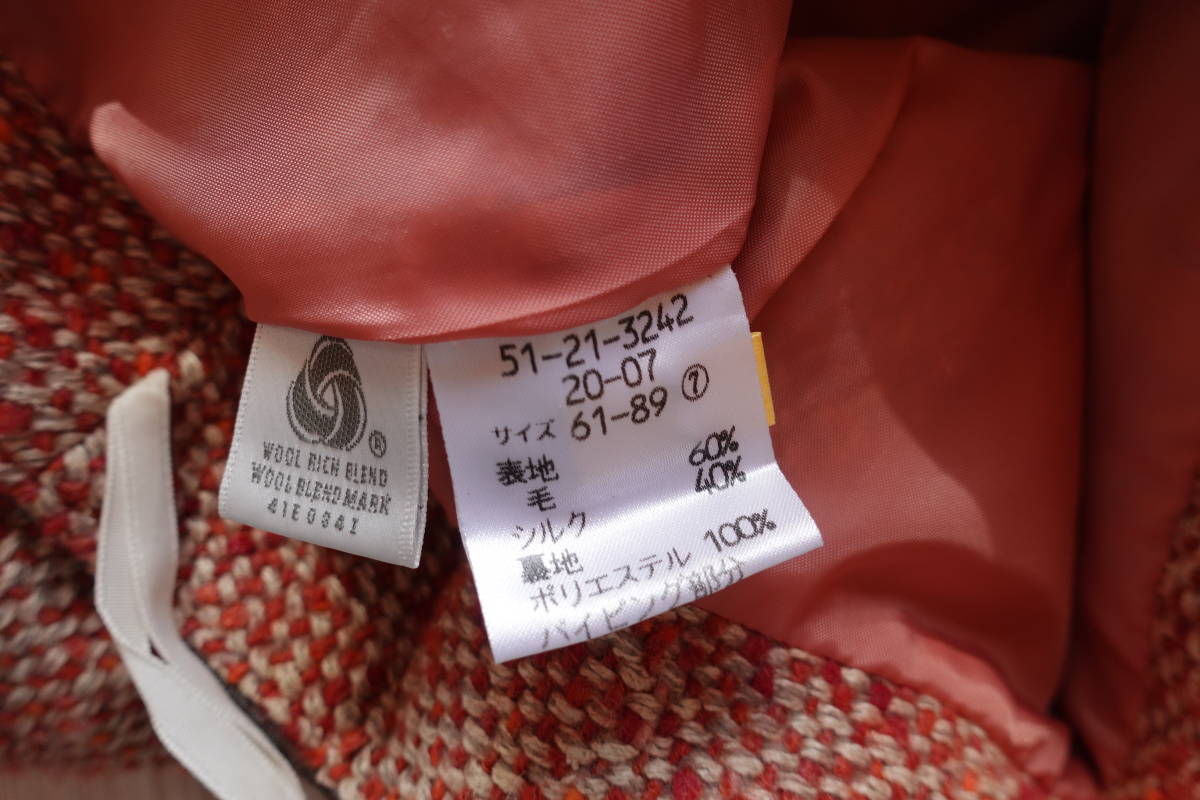 ®
WOOL RICH BLEND
WOOL BLEND MARK
41E0941
51-21-3242
20-07
サイズ 61-89 ⑦
表地
毛 60%
シルク 40%
裏地
ポリエステル 100%
パイピング部分